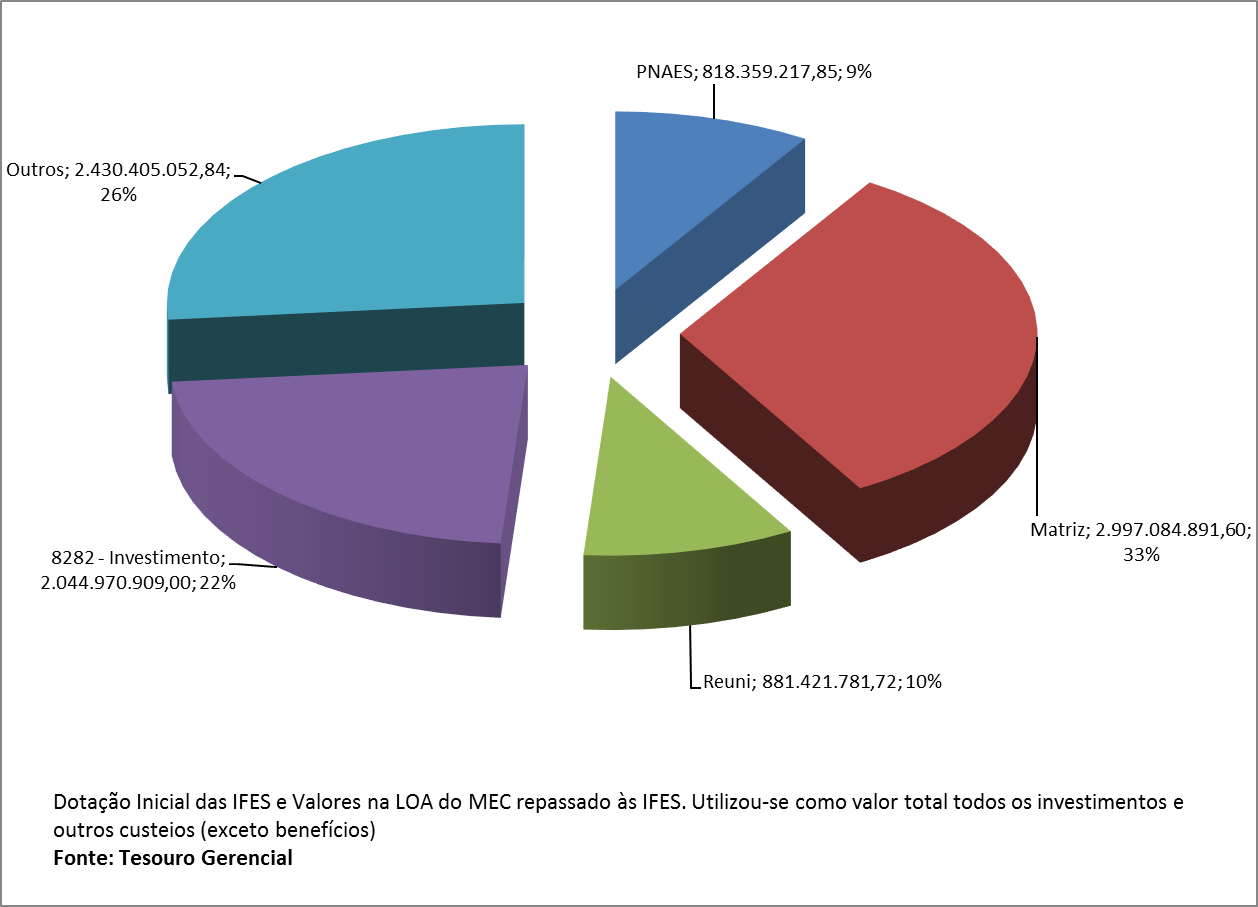 PNAES; 818.359.217,85; 9%
Outros; 2.430.405.052,84;
26%
Matriz; 2.997.084.891,60;
33%
8282 - Investimento;
2.044.970.909,00; 22%
Reuni; 881.421.781,72; 10%
Dotação Inicial das IFES e Valores na LOA do MEC repassado às IFES. Utilizou-se como valor total todos os investimentos e
outros custeios (exceto benefícios)
Fonte: Tesouro Gerencial